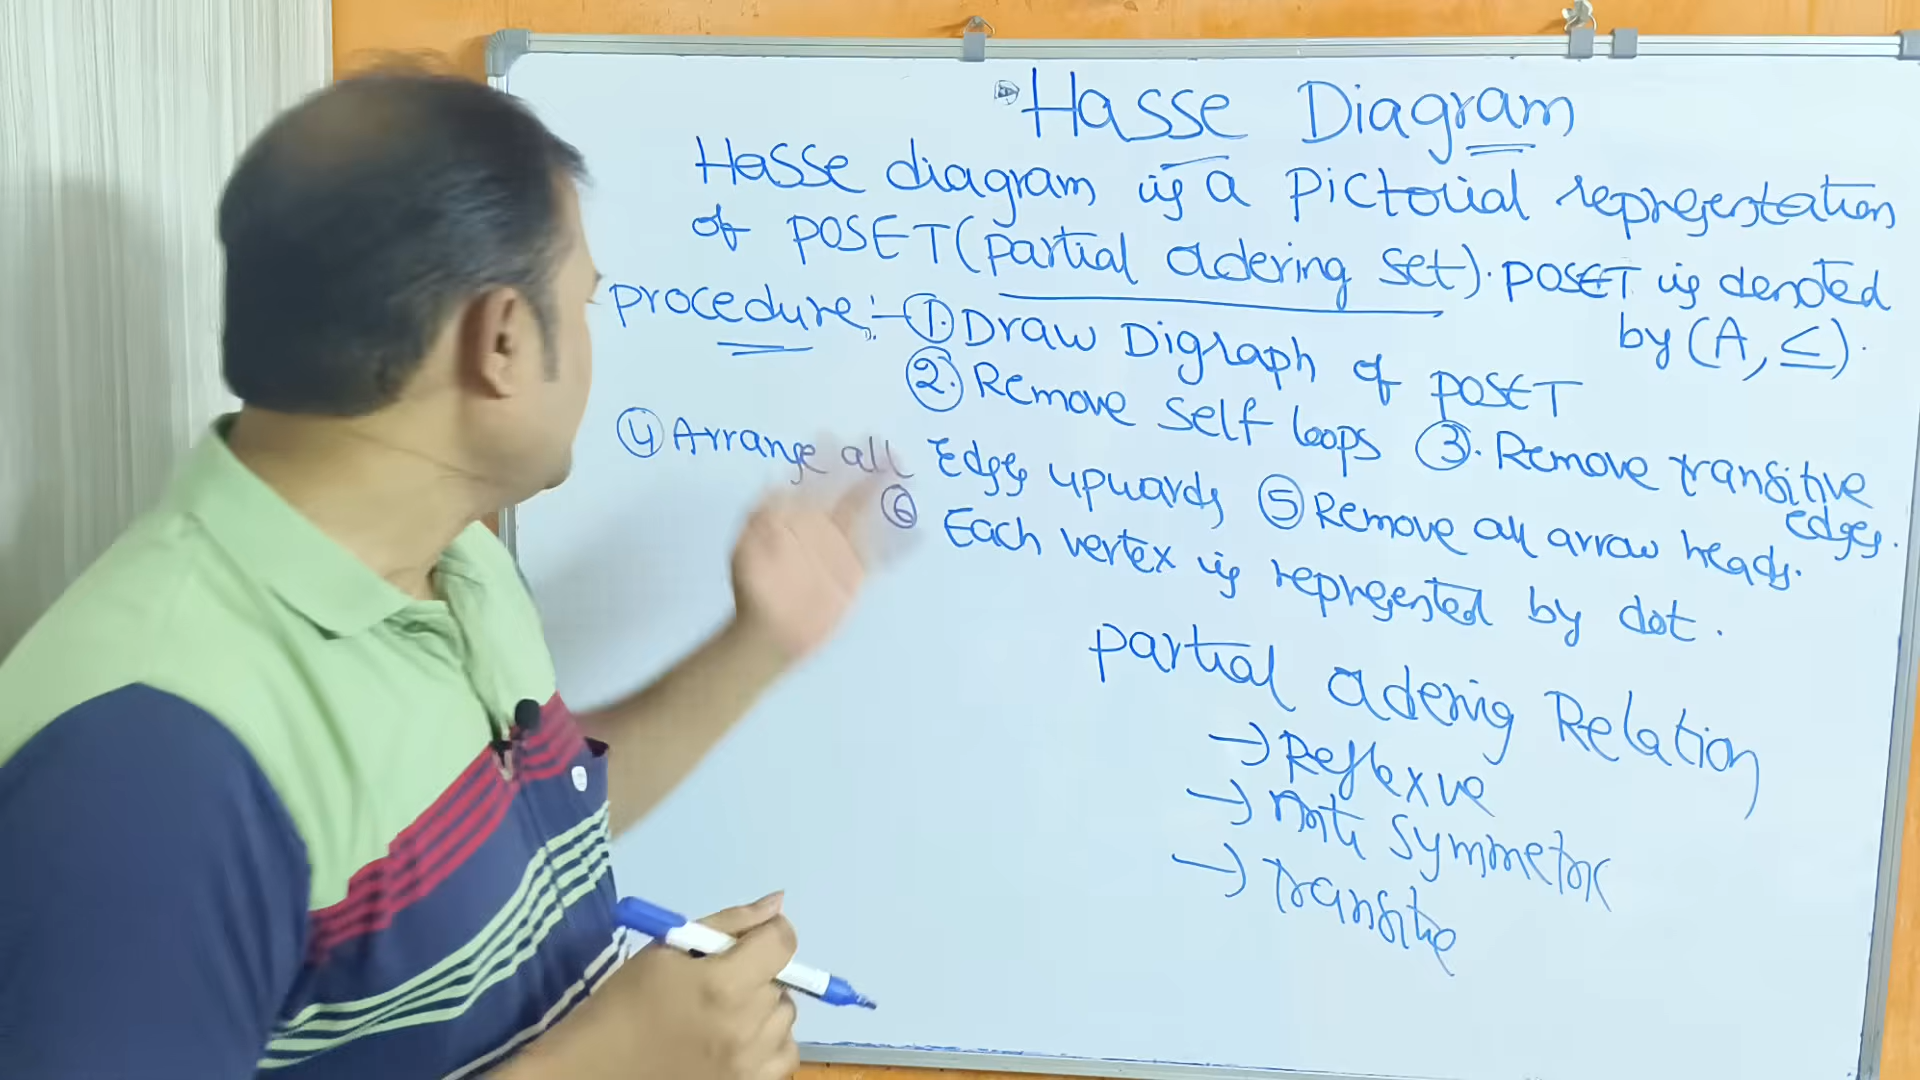 Hasse Diagram
Hasse diagram is a Pictorial representation
of POSET (partial ordering set). POSET is denoted
by (A, ≤).
procedure:- ①. Draw Digraph of POSET
②. Remove Self loops ③. Remove transitive
edges.
④ Arrange all Edges upwards ⑤ Remove all arrow heads.
⑥ Each vertex is represented by dot.
partial ordering Relation
→ Reflexive
→ Anti Symmetric
→ Transitive